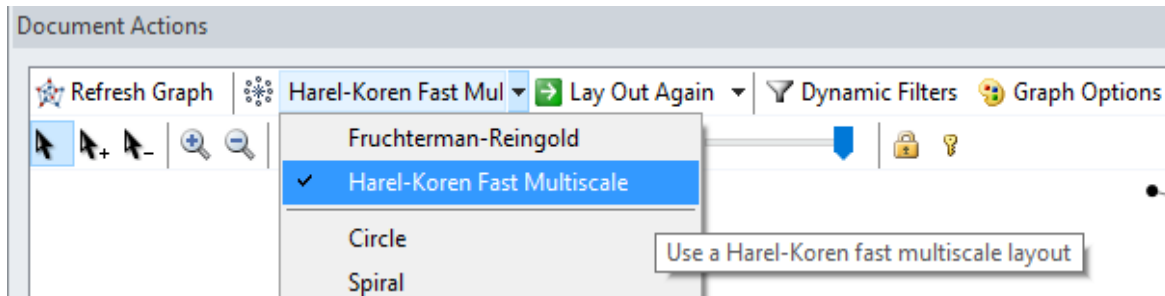 Document Actions
Refresh Graph Harel-Koren Fast Mul Lay Out Again Dynamic Filters Graph Options
Fruchterman-Reingold
Harel-Koren Fast Multiscale
Circle
Use a Harel-Koren fast multiscale layout
Spiral